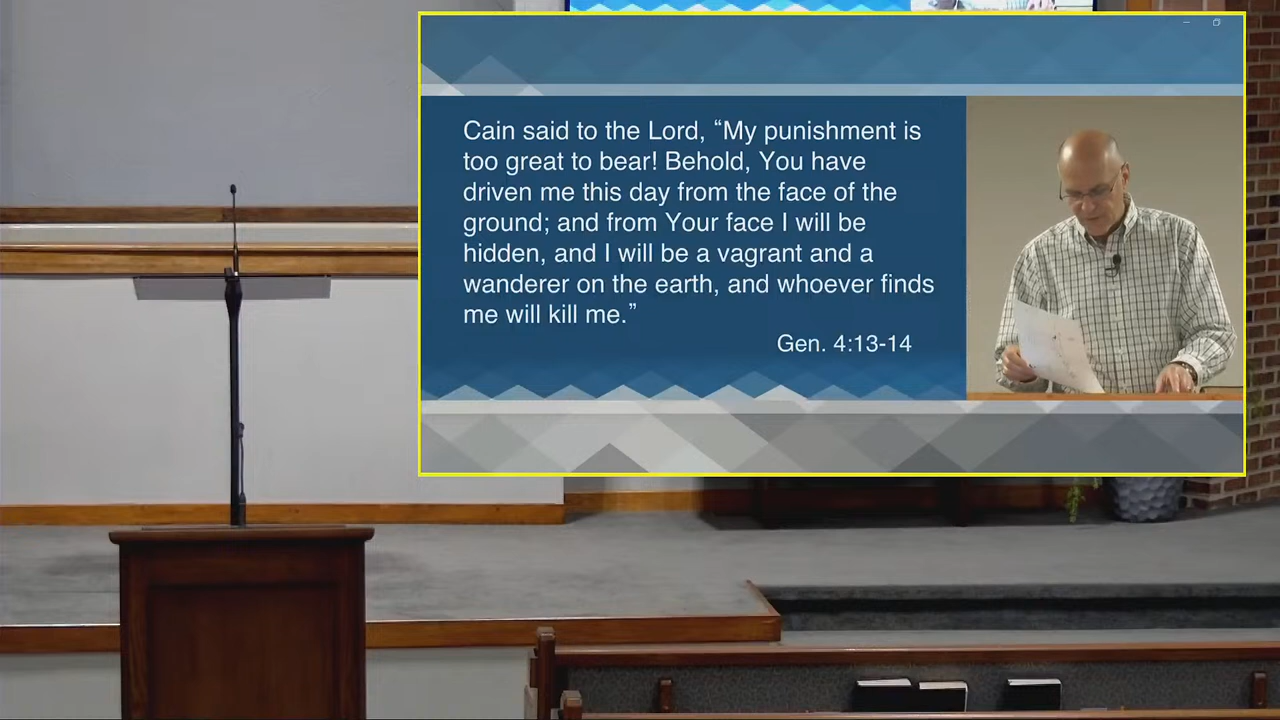 Cain said to the Lord, “My punishment is
too great to bear! Behold, You have
driven me this day from the face of the
ground; and from Your face I will be
hidden, and I will be a vagrant and a
wanderer on the earth, and whoever finds
me will kill me.”
Gen. 4:13-14